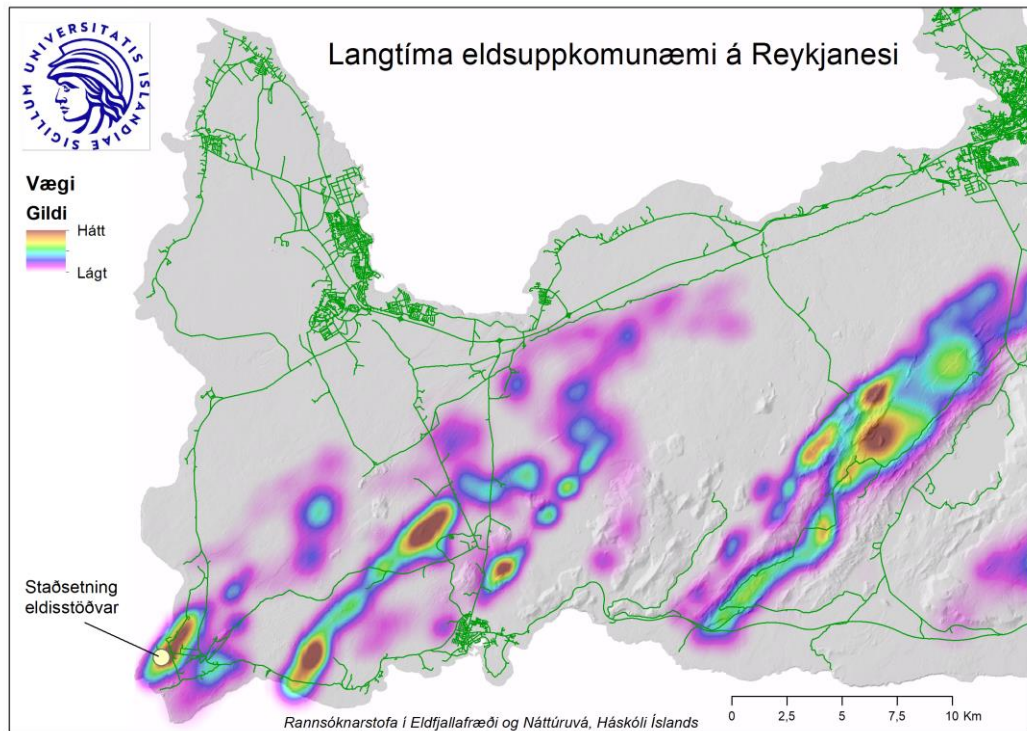 UNIVERSITATIS ISLANDIAE SIGILLUM
Langtíma eldsuppkomunæmi á Reykjanesi
Vægi
Gildi
Hátt
Lágt
Staðsetning
eldisstöðvar
Rannsóknarstofa í Eldfjallafræði og Náttúruvá, Háskóli Íslands
0 2,5 5 7,5 10 Km